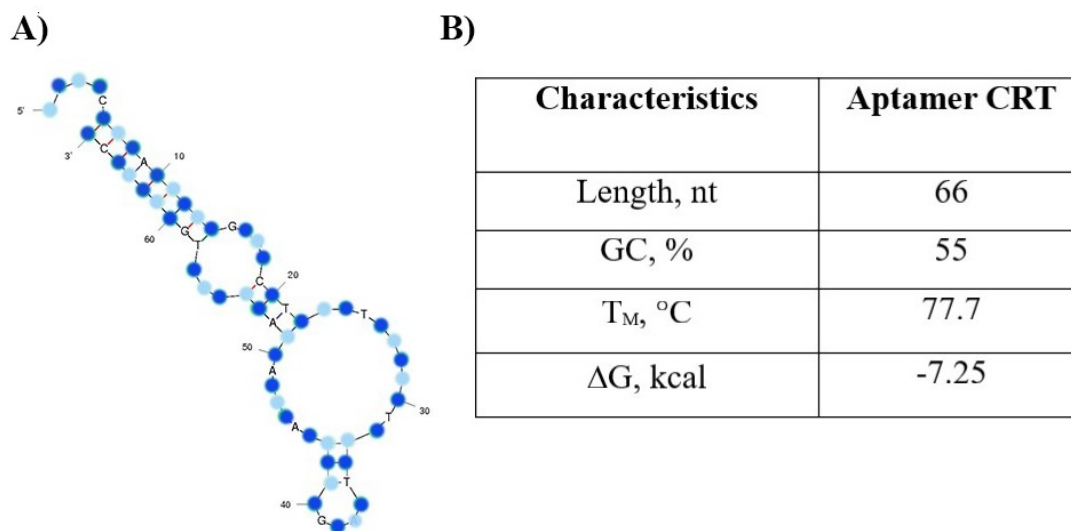 A)
B)
5'
C
3'
C
A
10
60
T
G
G
C
20
T
A
T
50
A
30
T
A
T
40
G
A
Characteristics
Aptamer CRT
Length, nt
66
GC, %
55
TM, °C
77.7
ΔG, kcal
-7.25